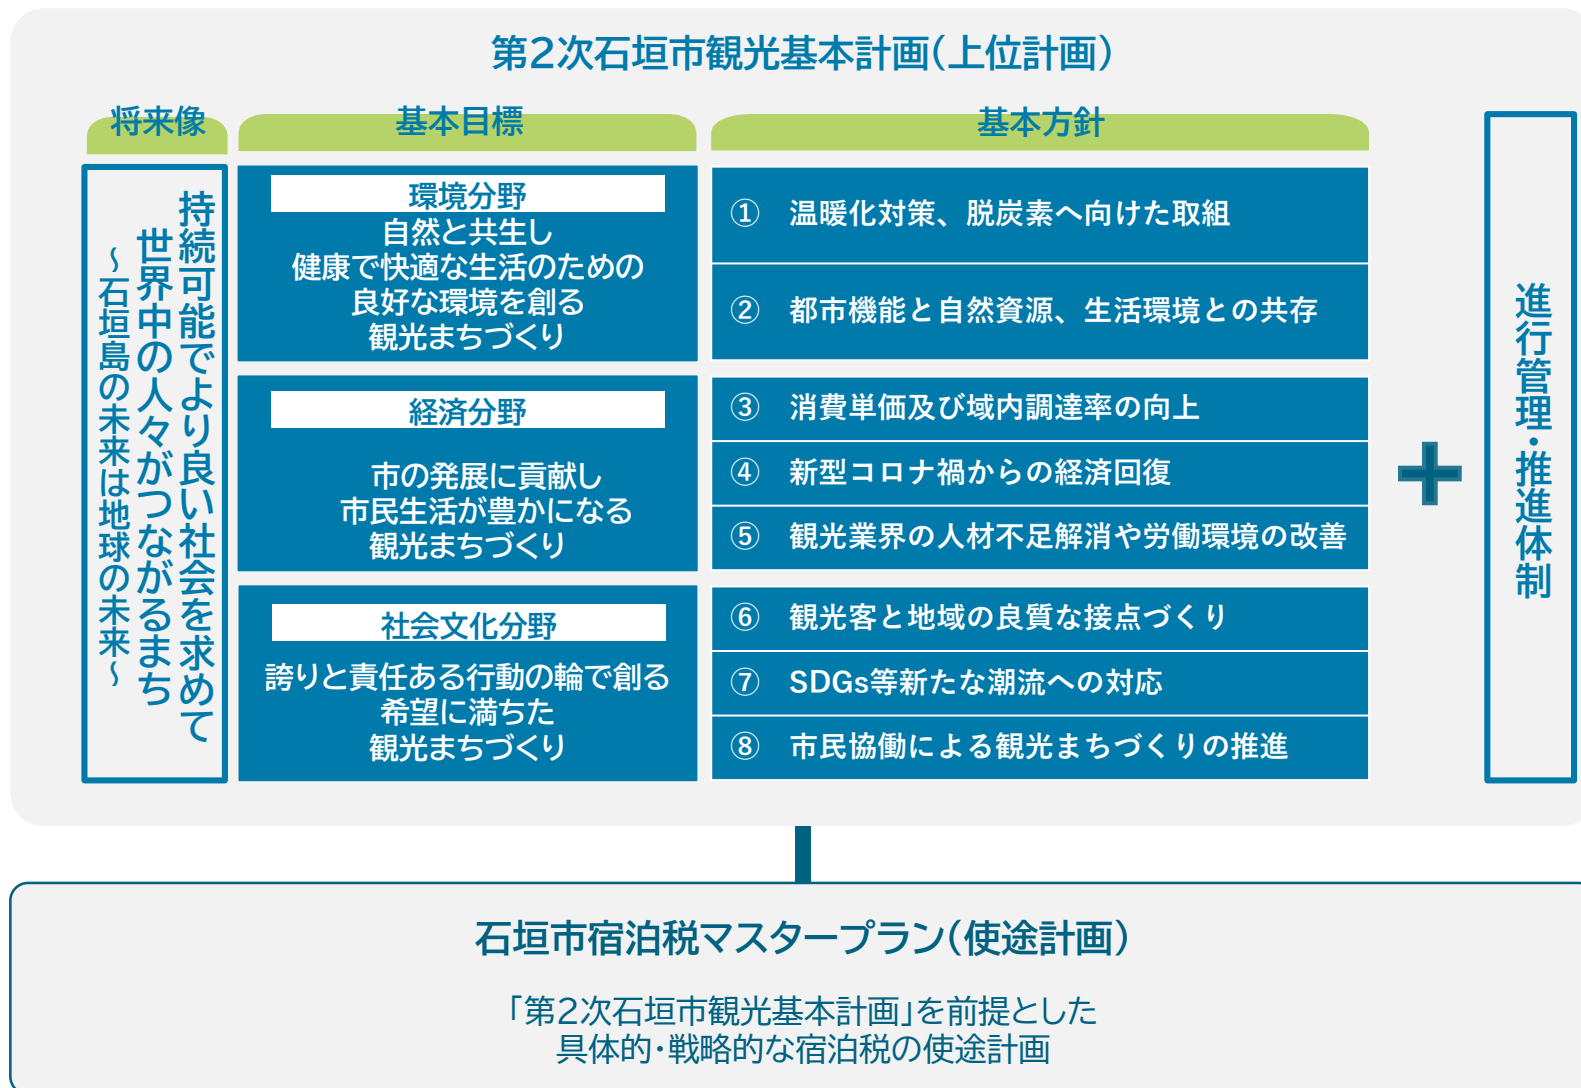 第2次石垣市観光基本計画(上位計画)
将来像
持続可能でより良い社会を求めて
世界中の人々がつながるまち
～石垣島の未来は地球の未来～
基本目標
基本方針
環境分野
自然と共生し
健康で快適な生活のための
良好な環境を創る
観光まちづくり
① 温暖化対策、脱炭素へ向けた取組
② 都市機能と自然資源、生活環境との共存
経済分野
市の発展に貢献し
市民生活が豊かになる
観光まちづくり
③ 消費単価及び域内調達率の向上
④ 新型コロナ禍からの経済回復
⑤ 観光業界の人材不足解消や労働環境の改善
社会文化分野
誇りと責任ある行動の輪で創る
希望に満ちた
観光まちづくり
⑥ 観光客と地域の良質な接点づくり
⑦ SDGs等新たな潮流への対応
⑧ 市民協働による観光まちづくりの推進
進行管理・推進体制
石垣市宿泊税マスタープラン(使途計画)
「第2次石垣市観光基本計画」を前提とした
具体的・戦略的な宿泊税の使途計画